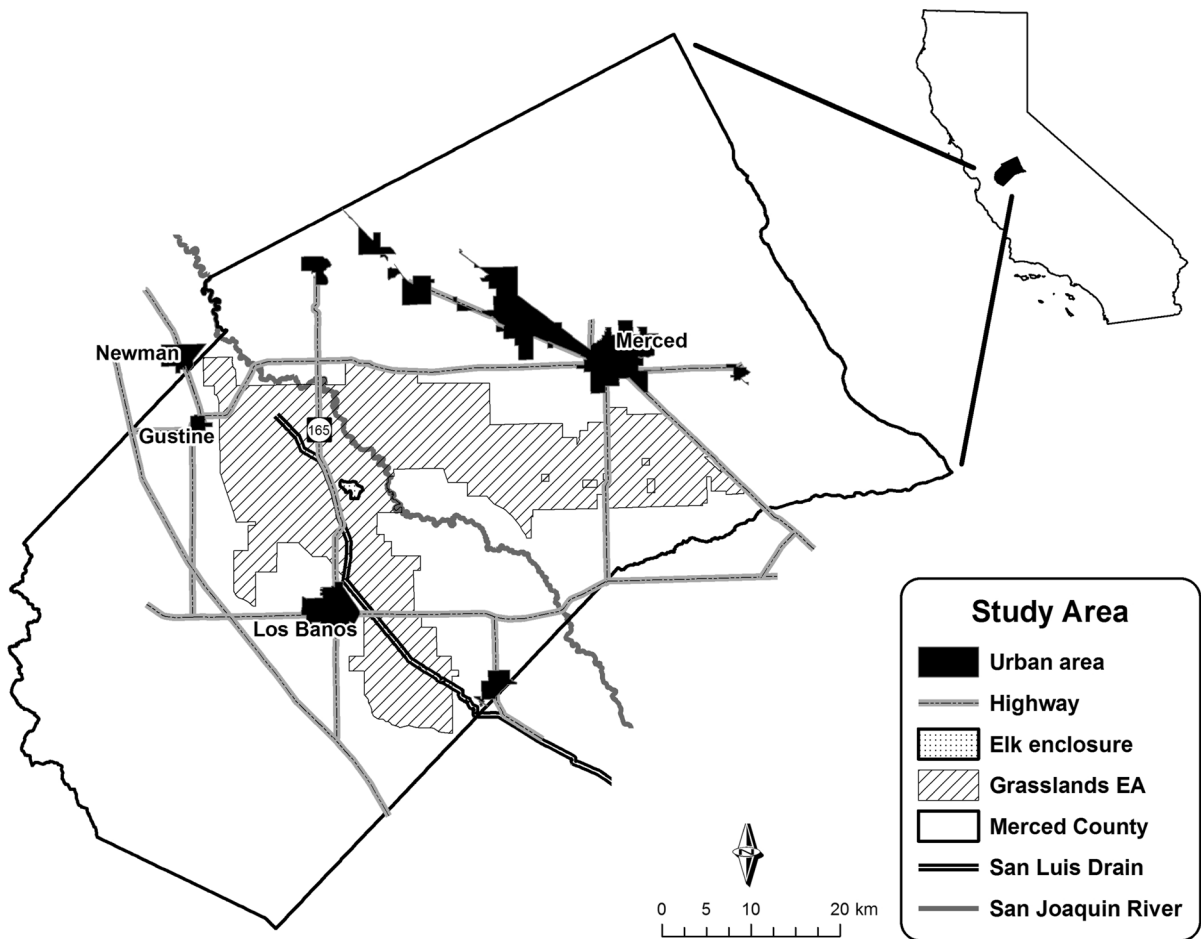 Merced
Newman
Gustine
165
Los Banos
Study Area
Urban area
Highway
Elk enclosure
Grasslands EA
Merced County
San Luis Drain
San Joaquin River
N
0 5 10 20 km